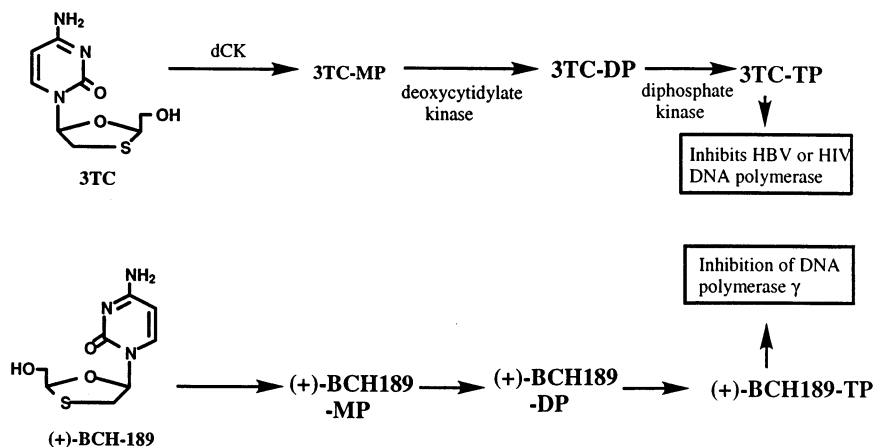 NH2
N
N
O
O
OH
S
3TC
dCK
3TC-MP
deoxycytidylate
kinase
3TC-DP
diphosphate
kinase
3TC-TP
Inhibits HBV or HIV
DNA polymerase
Inhibition of DNA
polymerase γ
NH2
N
O
N
HO
O
S
(+)-BCH-189
(+)-BCH189
-MP
(+)-BCH189
-DP
(+)-BCH189-TP